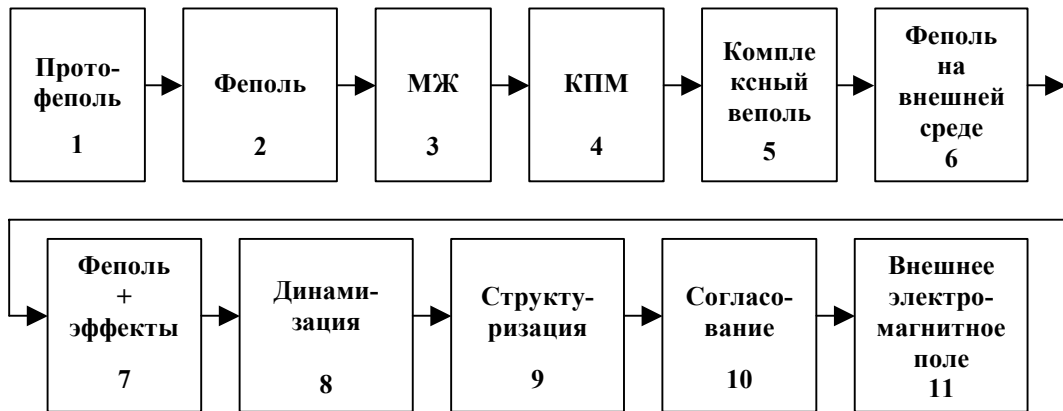 Прото-
феполь
1
Феполь
2
МЖ
3
КПМ
4
Компле
ксный
веполь
5
Феполь
на
внешней
среде
6
Феполь
+
эффекты
7
Динами-
зация
8
Структу-
ризация
9
Согласо-
вание
10
Внешнее
электро-
магнитное
поле
11